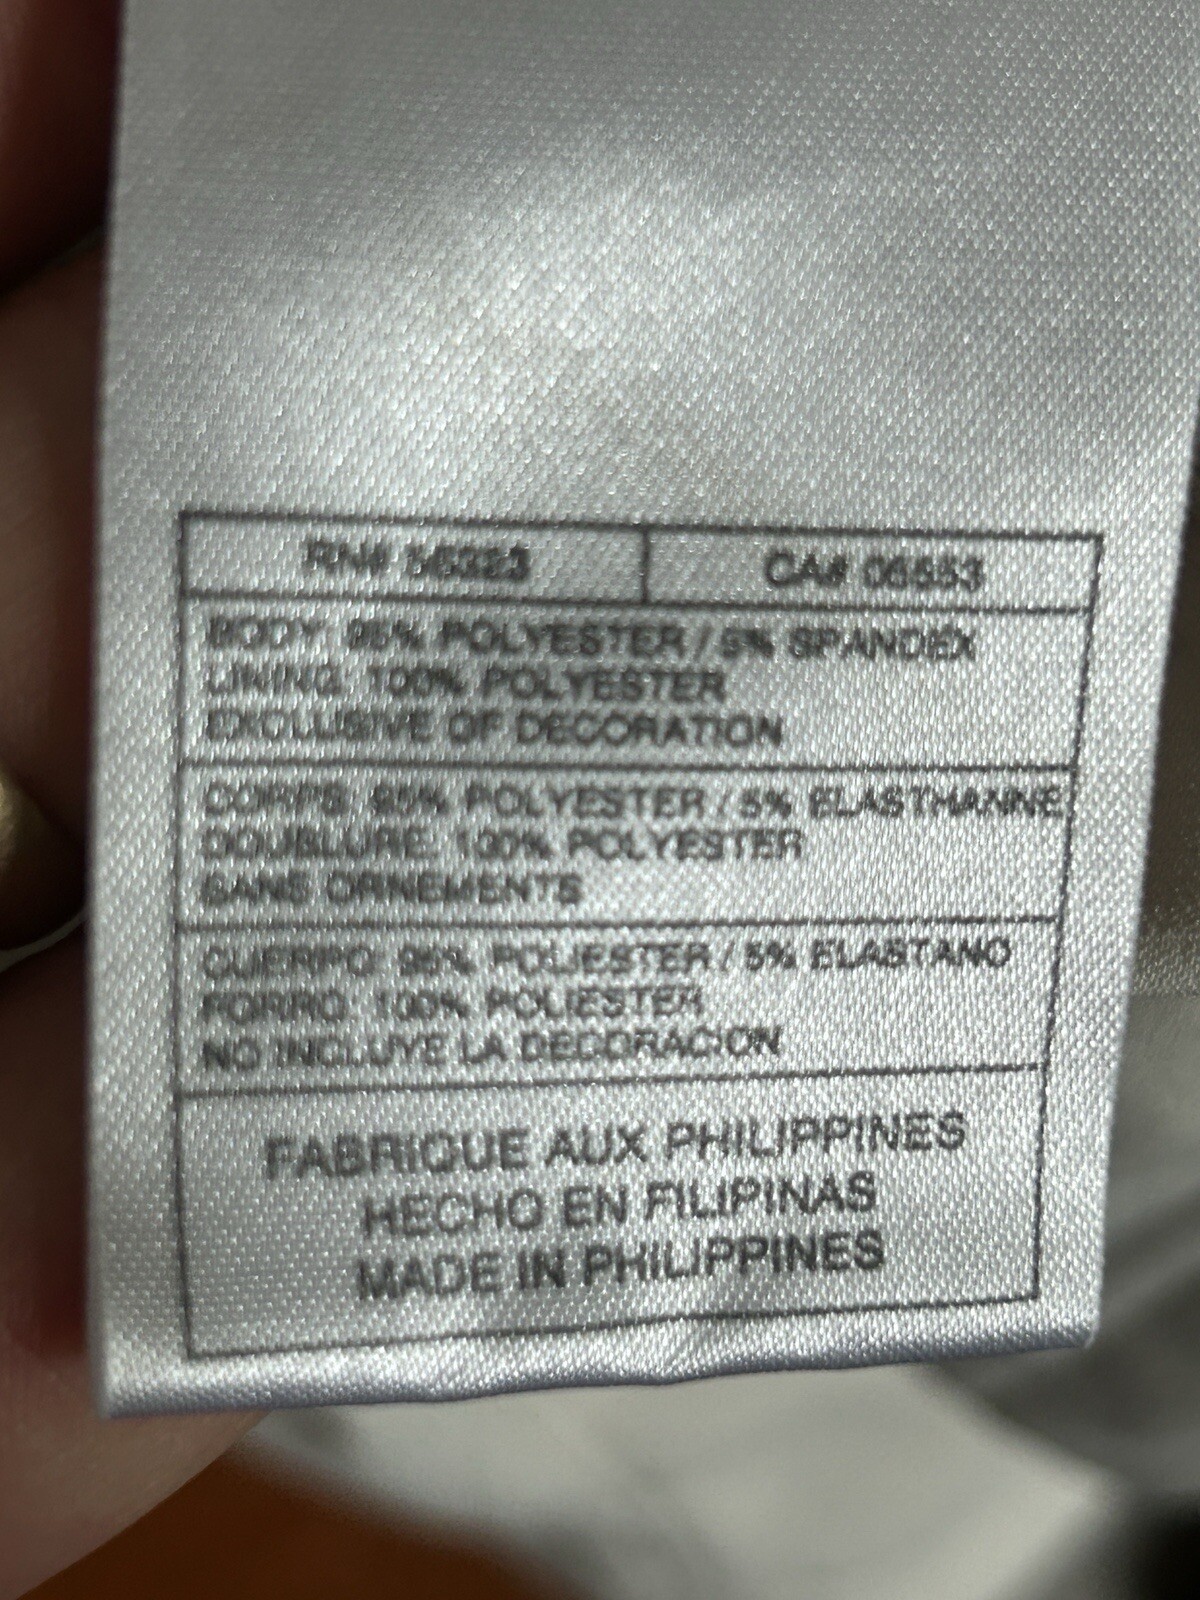 RN# 56323 CA# 06553
BODY: 95% POLYESTER / 5% SPANDEX
LINING: 100% POLYESTER
EXCLUSIVE OF DECORATION
CORPS: 95% POLYESTER / 5% ELASTHANNE
DOUBLURE: 100% POLYESTER
SANS ORNEMENTS
CUERPO: 95% POLIESTER / 5% ELASTANO
FORRO: 100% POLIESTER
NO INCLUYE LA DECORACION
FABRIQUE AUX PHILIPPINES
HECHO EN FILIPINAS
MADE IN PHILIPPINES